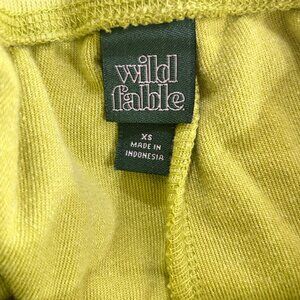 wild
fable.
XS
MADE IN
INDONESIA